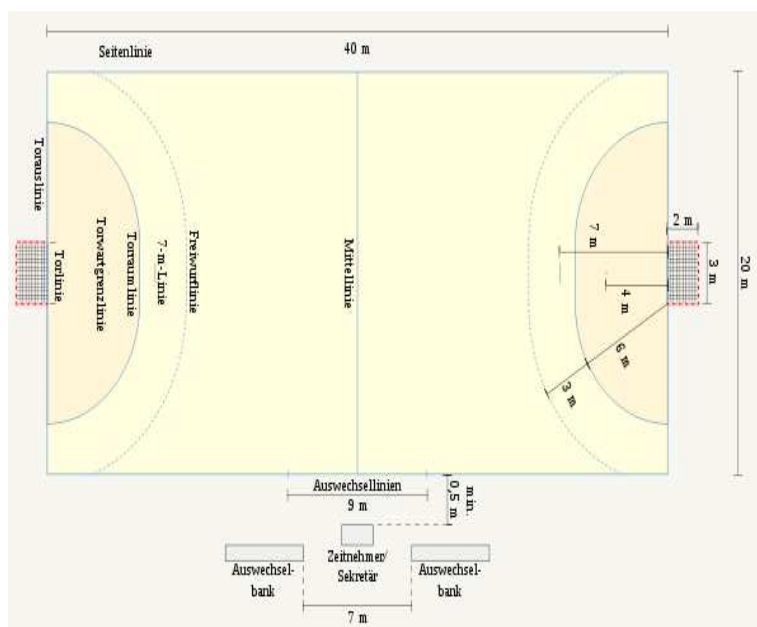 40 m
Seitenlinie
Torauslinie
Torlinie
Torwartgrenzlinie
Torraumlinie
7-m-Linie
Freiwurflinie
Mittellinie
7 m
4 m
6 m
3 m
2 m
3 m
20 m
Auswechsellinien
9 m
min.
0,5 m
Zeitnehmer/
Sekretär
Auswechsel-
bank
Auswechsel-
bank
7 m